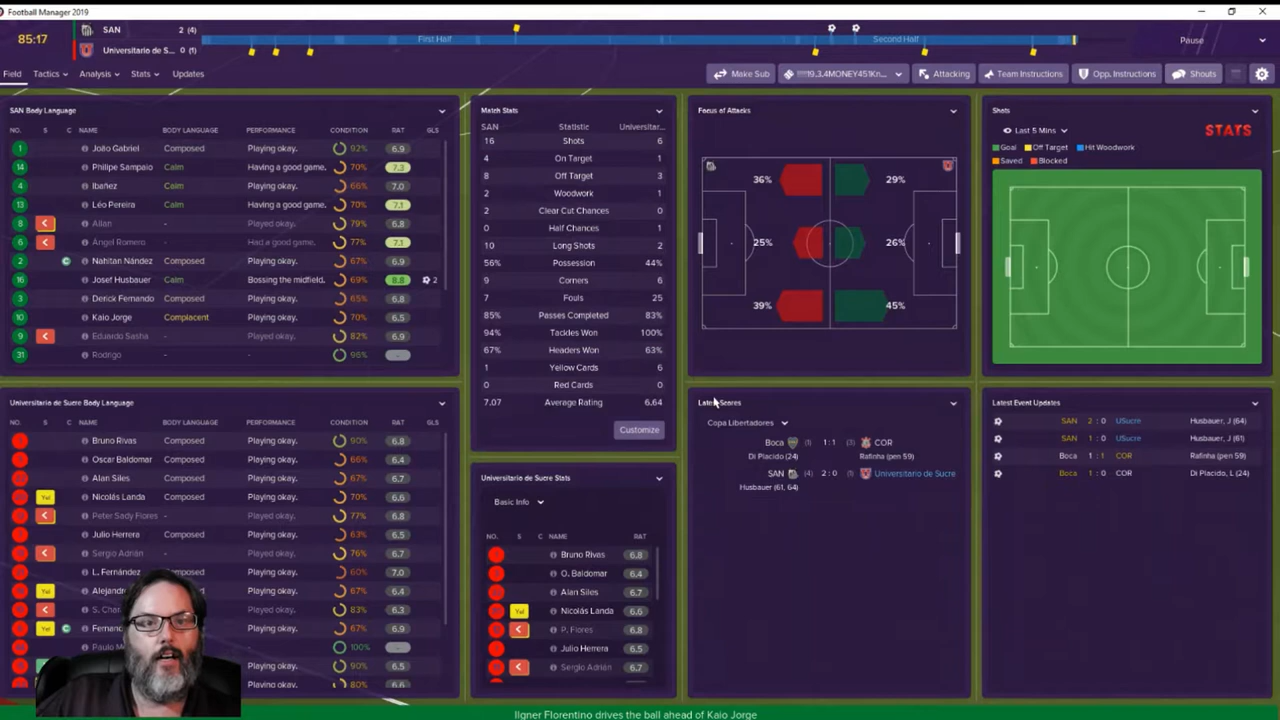 Football Manager 2019
85:17
SAN 2 (4)
Universitario de S... 0 (1)
First Half
Second Half
Pause
Field Tactics Analysis Stats Updates
Make Sub
Attacking
Team Instructions
Opp. Instructions
Shouts
SAN Body Language
NO. S C NAME BODY LANGUAGE PERFORMANCE CONDITION RAT GLS
1 João Gabriel Composed Playing okay. 92% 6.9
14 Philipe Sampaio Calm Having a good game. 70% 7.3
4 Ibañez Calm Playing okay. 66% 7.0
13 Léo Pereira Calm Having a good game. 70% 7.1
8 Allan - Played okay. 79% 6.8
6 Ángel Romero - Had a good game. 77% 7.1
2 C Nahitan Nández Composed Playing okay. 67% 6.9
16 Josef Husbauer Calm Bossing the midfield. 69% 8.8 2
3 Derick Fernando Composed Playing okay. 65% 6.8
10 Kaio Jorge Complacent Playing okay. 70% 6.5
9 Eduardo Sasha - Played okay. 82% 6.9
31 Rodrigo - - 96% -
Match Stats
SAN Statistic Universitar...
16 Shots 6
4 On Target 1
8 Off Target 3
2 Woodwork 1
2 Clear Cut Chances 0
0 Half Chances 1
10 Long Shots 2
56% Possession 44%
9 Corners 6
7 Fouls 25
85% Passes Completed 83%
94% Tackles Won 100%
67% Headers Won 63%
1 Yellow Cards 6
0 Red Cards 0
7.07 Average Rating 6.64
Customize
Focus of Attacks
36% 29%
25% 26%
39% 45%
Shots
Last 5 Mins
STATS
Goal Off Target Hit Woodwork
Saved Blocked
Universitario de Sucre Body Language
NO. S C NAME BODY LANGUAGE PERFORMANCE CONDITION RAT GLS
Bruno Rivas Composed Playing okay. 90% 6.8
Oscar Baldomar Composed Playing okay. 66% 6.4
Alan Siles Composed Playing okay. 67% 6.7
Yel Nicolás Landa Composed Playing okay. 70% 6.6
Peter Sady Flores - Played okay. 77% 6.8
Julio Herrera Composed Playing okay. 63% 6.5
Sergio Adrián - Played okay. 76% 6.7
L. Fernández Composed Playing okay. 60% 7.0
Yel Playing okay. 67% 6.4
Played okay. 83% 6.3
Yel C Playing okay. 67% 6.9
- 100% -
Playing okay. 90% 6.5
Playing okay. 80% 6.6
Universitario de Sucre Stats
Basic Info
NO. S C NAME RAT
Bruno Rivas 6.8
O. Baldomar 6.4
Alan Siles 6.7
Yel Nicolás Landa 6.6
P. Flores 6.8
Julio Herrera 6.5
Sergio Adrián 6.7
Latest Scores
Copa Libertadores
Boca (1) 1:1 (3) COR
Di Placido (24) Rafinha (pen 59)
SAN (4) 2:0 (1) Universitario de Sucre
Husbauer (61, 64)
Latest Event Updates
SAN 2 : 0 USucre Husbauer, J (64)
SAN 1 : 0 USucre Husbauer, J (61)
Boca 1 : 1 COR Rafinha (pen 59)
Boca 1 : 0 COR Di Placido, L (24)
Ilgner Florentino drives the ball ahead of Kaio Jorge